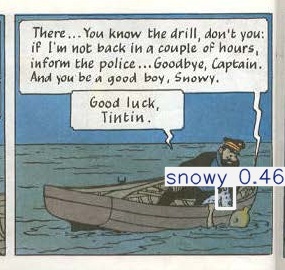 There... You know the drill, don't you:
if I'm not back in a couple of hours,
inform the police... Goodbye, Captain.
And you be a good boy, Snowy.
Good luck,
Tintin.
snowy 0.46